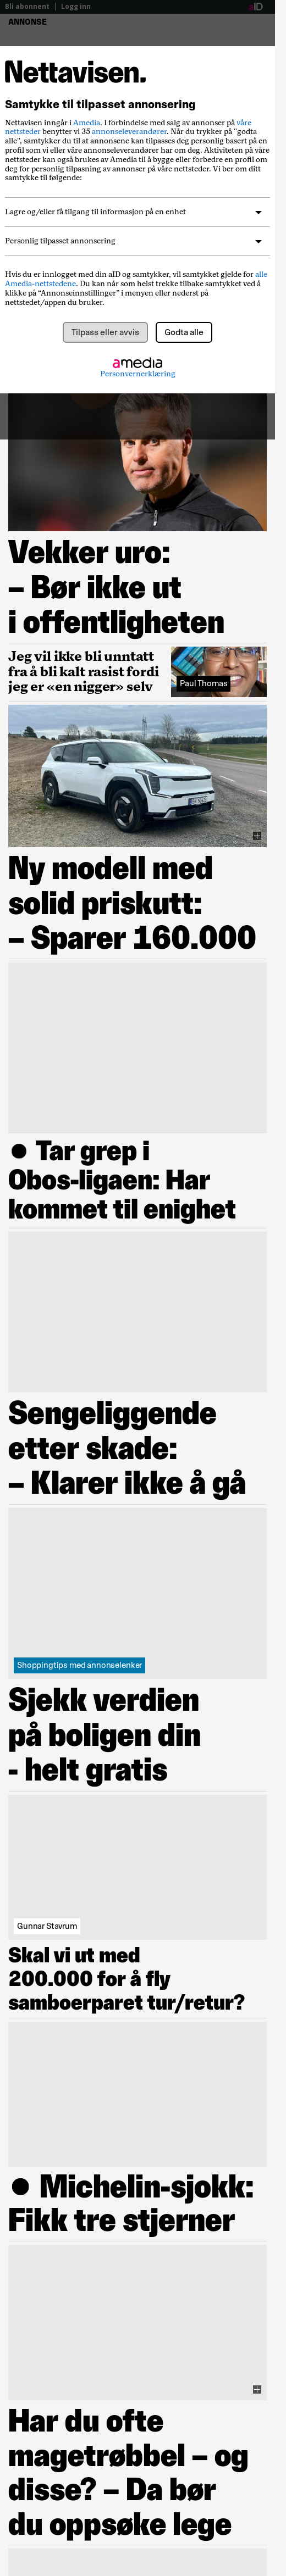 Bli abonnent | Logg inn
aID
ANNONSE
Nettavisen.
Samtykke til tilpasset annonsering
Nettavisen inngår i Amedia. I forbindelse med salg av annonser på våre
nettsteder benytter vi 35 annonseleverandører. Når du trykker på "godta
alle", samtykker du til at annonsene kan tilpasses deg personlig basert på en
profil som vi eller våre annonseleverandører har om deg. Aktiviteten på våre
nettsteder kan også brukes av Amedia til å bygge eller forbedre en profil om
deg for personlig tilpasning av annonser på våre nettsteder. Vi ber om ditt
samtykke til følgende:
Lagre og/eller få tilgang til informasjon på en enhet
Personlig tilpasset annonsering
Hvis du er innlogget med din aID og samtykker, vil samtykket gjelde for alle
Amedia-nettstedene. Du kan når som helst trekke tilbake samtykket ved å
klikke på “Annonseinnstillinger” i menyen eller nederst på
nettstedet/appen du bruker.
Tilpass eller avvis
Godta alle
amedia
Personvernerklæring
Vekker uro:
– Bør ikke ut
i offentligheten
Jeg vil ikke bli unntatt
fra å bli kalt rasist fordi
jeg er «en nigger» selv
Paul Thomas
Ny modell med
solid priskutt:
– Sparer 160.000
● Tar grep i
Obos-ligaen: Har
kommet til enighet
Sengeliggende
etter skade:
– Klarer ikke å gå
Shoppingtips med annonselenker
Sjekk verdien
på boligen din
- helt gratis
Gunnar Stavrum
Skal vi ut med
200.000 for å fly
samboerparet tur/retur?
● Michelin-sjokk:
Fikk tre stjerner
Har du ofte
magetrøbbel – og
disse? – Da bør
du oppsøke lege